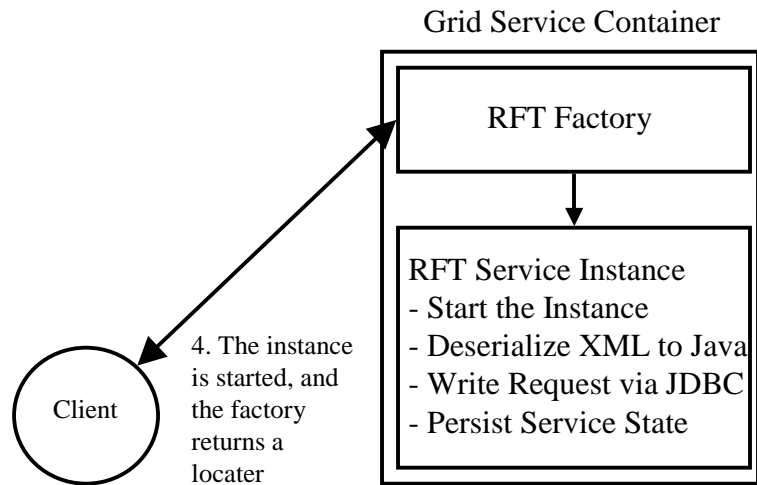 Grid Service Container
RFT Factory
RFT Service Instance
- Start the Instance
- Deserialize XML to Java
- Write Request via JDBC
- Persist Service State
4. The instance
is started, and
the factory
returns a
locater
Client